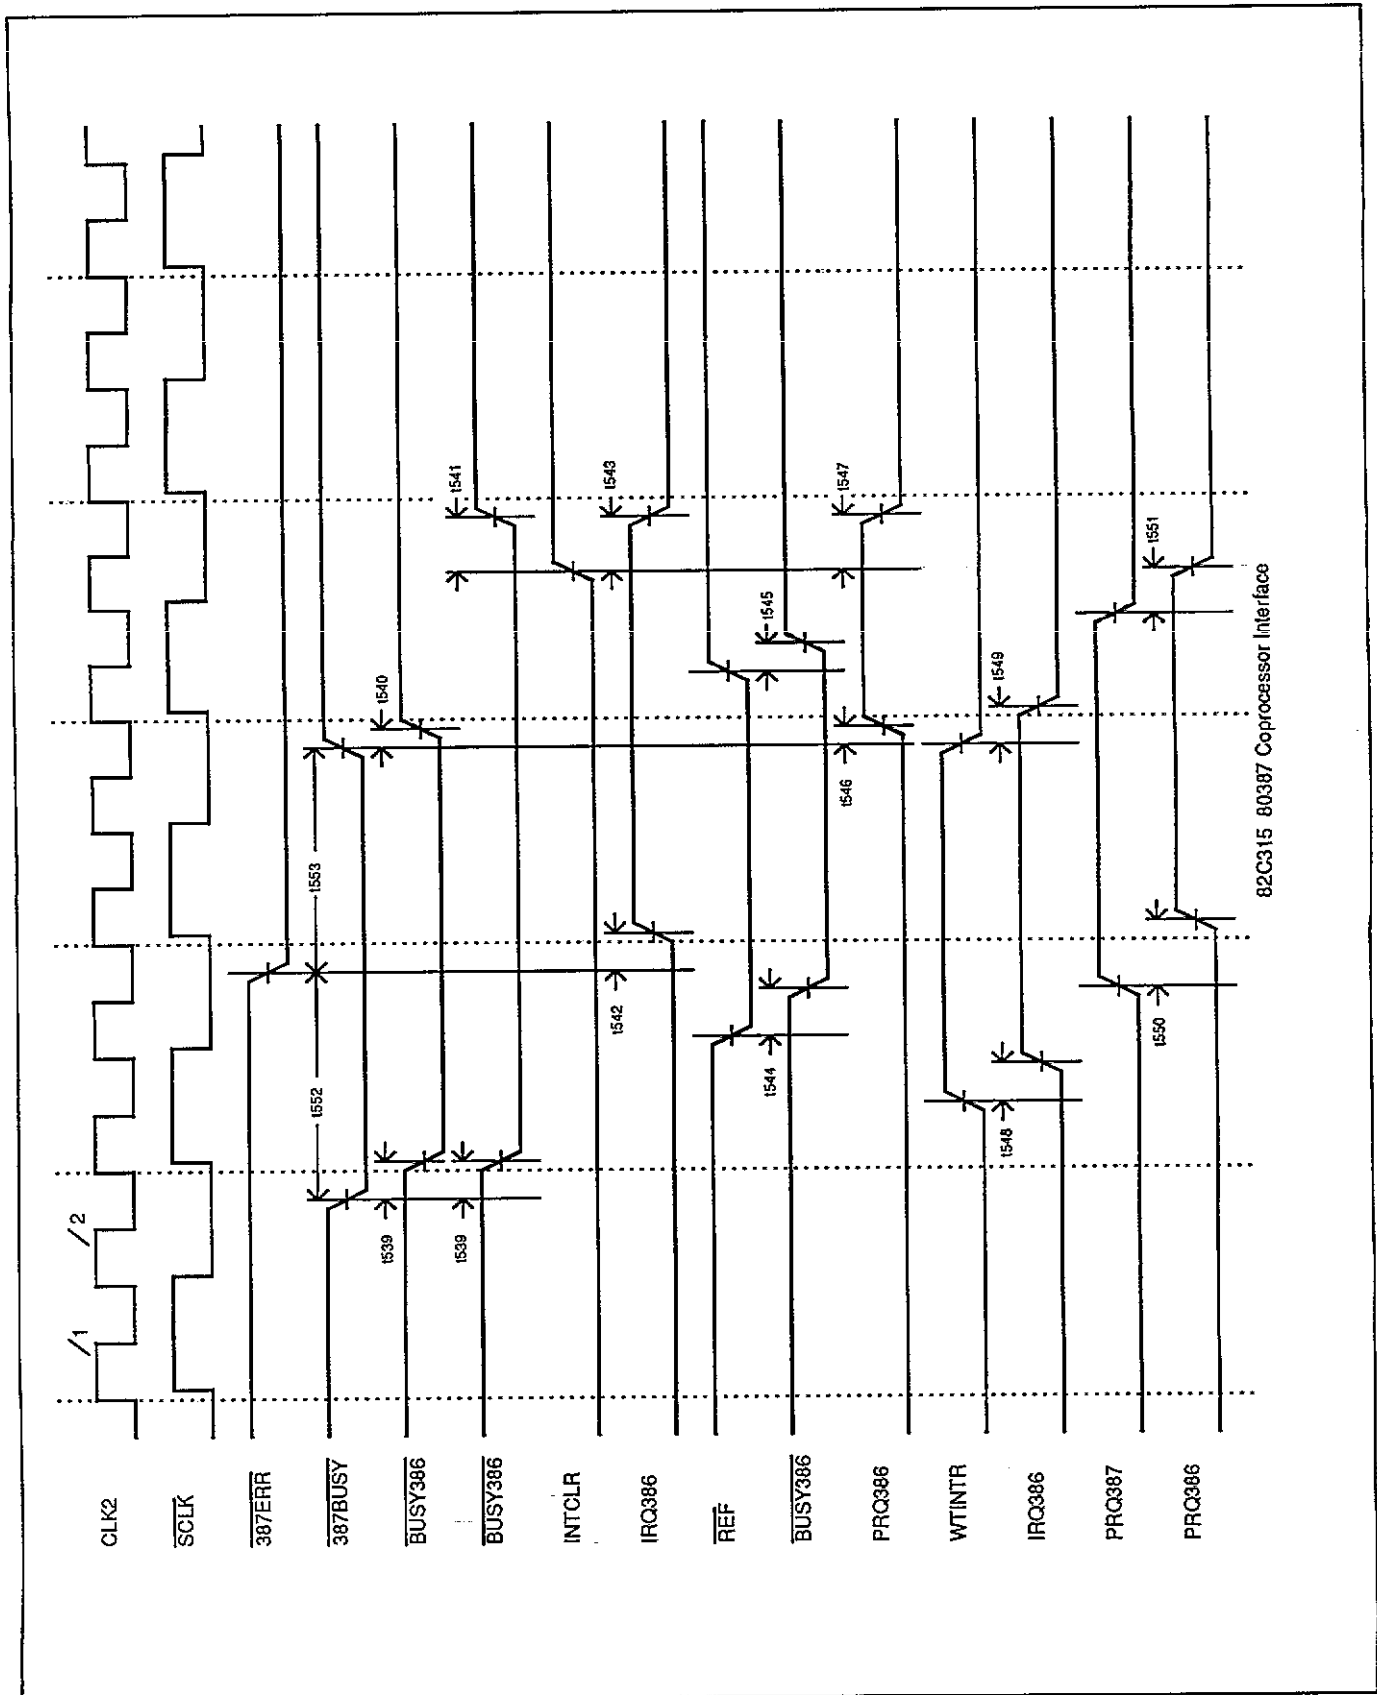 CLK2
/1
/2
SCLK
387ERR
387BUSY
t552
t553
BUSY386
t539
t540
BUSY386
t539
t541
INTCLR
IRQ386
t542
t543
REF
BUSY386
t544
t545
PRQ386
t546
t547
WTINTR
IRQ386
t548
t549
PRQ387
PRQ386
t550
t551
82C315 80387 Coprocessor Interface